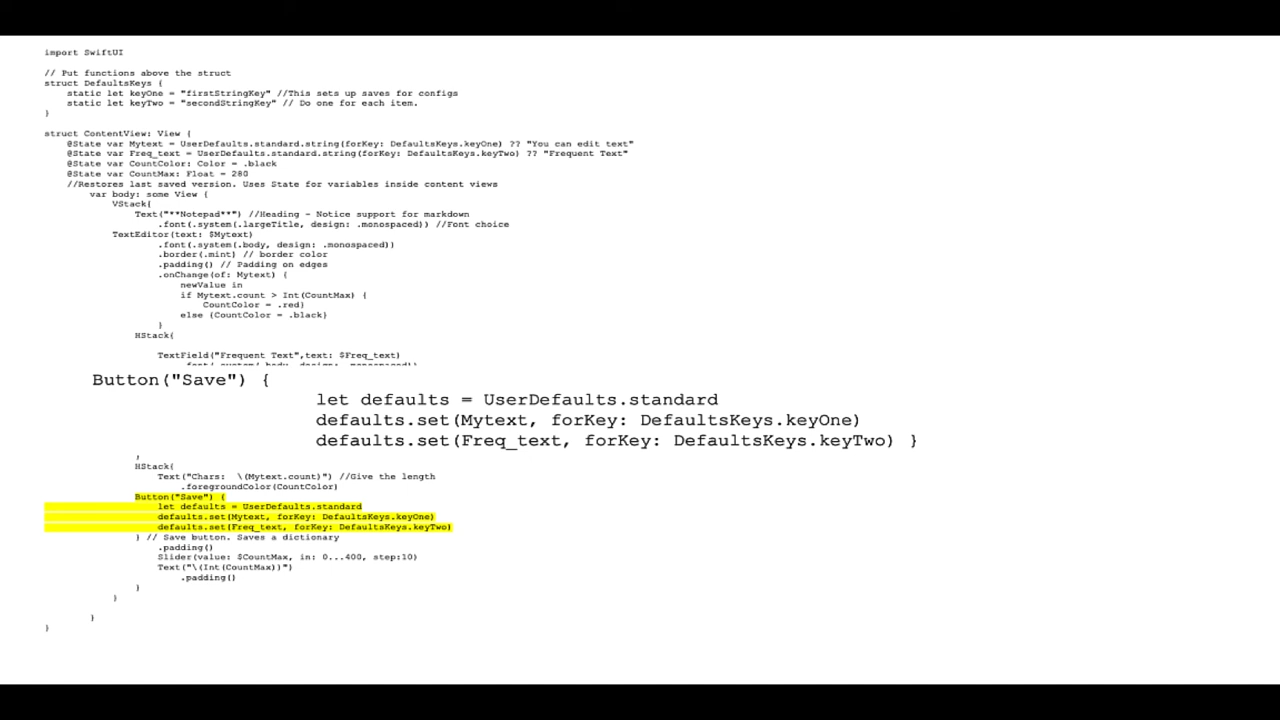 import SwiftUI
// Put functions above the struct
struct DefaultsKeys {
static let keyOne = "firstStringKey" //This sets up saves for configs
static let keyTwo = "secondStringKey" // Do one for each item.
}
struct ContentView: View {
@State var Mytext = UserDefaults.standard.string(forKey: DefaultsKeys.keyOne) ?? "You can edit text"
@State var Freq_text = UserDefaults.standard.string(forKey: DefaultsKeys.keyTwo) ?? "Frequent Text"
@State var CountColor: Color = .black
@State var CountMax: Float = 280
//Restores last saved version. Uses State for variables inside content views
var body: some View {
VStack{
Text("**Notepad**") //Heading - Notice support for markdown
.font(.system(.largeTitle, design: .monospaced)) //Font choice
TextEditor(text: $Mytext)
.font(.system(.body, design: .monospaced))
.border(.mint) // border color
.padding() // Padding on edges
.onChange(of: Mytext) {
newValue in
if Mytext.count > Int(CountMax) {
CountColor = .red}
else {CountColor = .black}
}
HStack{
TextField("Frequent Text",text: $Freq_text)
.font(.system(.body, design: .monospaced))
Button("Save") {
let defaults = UserDefaults.standard
defaults.set(Mytext, forKey: DefaultsKeys.keyOne)
defaults.set(Freq_text, forKey: DefaultsKeys.keyTwo) }
}
HStack{
Text("Chars:  \(Mytext.count)") //Give the length
.foregroundColor(CountColor)
Button("Save") {
let defaults = UserDefaults.standard
defaults.set(Mytext, forKey: DefaultsKeys.keyOne)
defaults.set(Freq_text, forKey: DefaultsKeys.keyTwo)
} // Save button. Saves a dictionary
.padding()
Slider(value: $CountMax, in: 0...400, step:10)
Text("\(Int(CountMax))")
.padding()
}
}
}
}